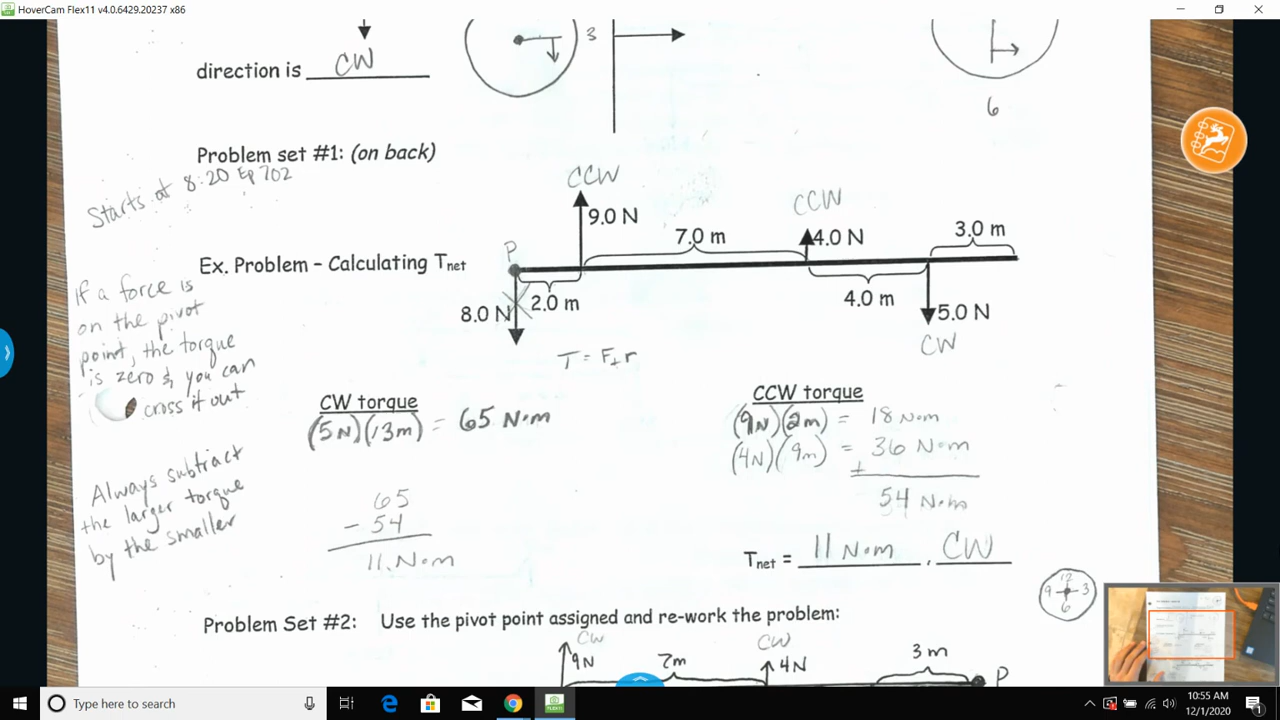 HoverCam Flex11 v4.0.6429.20237 x86
direction is CW
3
6
Problem set #1: (on back)
Starts at 8:20 Ep 702
CCW
9.0 N
7.0 m
CCW
4.0 N
3.0 m
P
Ex. Problem – Calculating Tnet
8.0 N
2.0 m
4.0 m
5.0 N
CW
T = F⊥ r
If a force is
on the pivot
point, the torque
is zero & you can
cross it out
CW torque
(5N)(13m) = 65 N·m
CCW torque
(9N)(2m) = 18 N·m
(4N)(9m) = 36 N·m
+
54 N·m
Always subtract
the larger torque
by the smaller
65
- 54
11. N·m
Tnet = 11 N·m . CW
12
9 3
6
Problem Set #2: Use the pivot point assigned and re-work the problem:
CW
9N
7m
CW
4N
3m
P
Type here to search
10:55 AM
12/1/2020
1